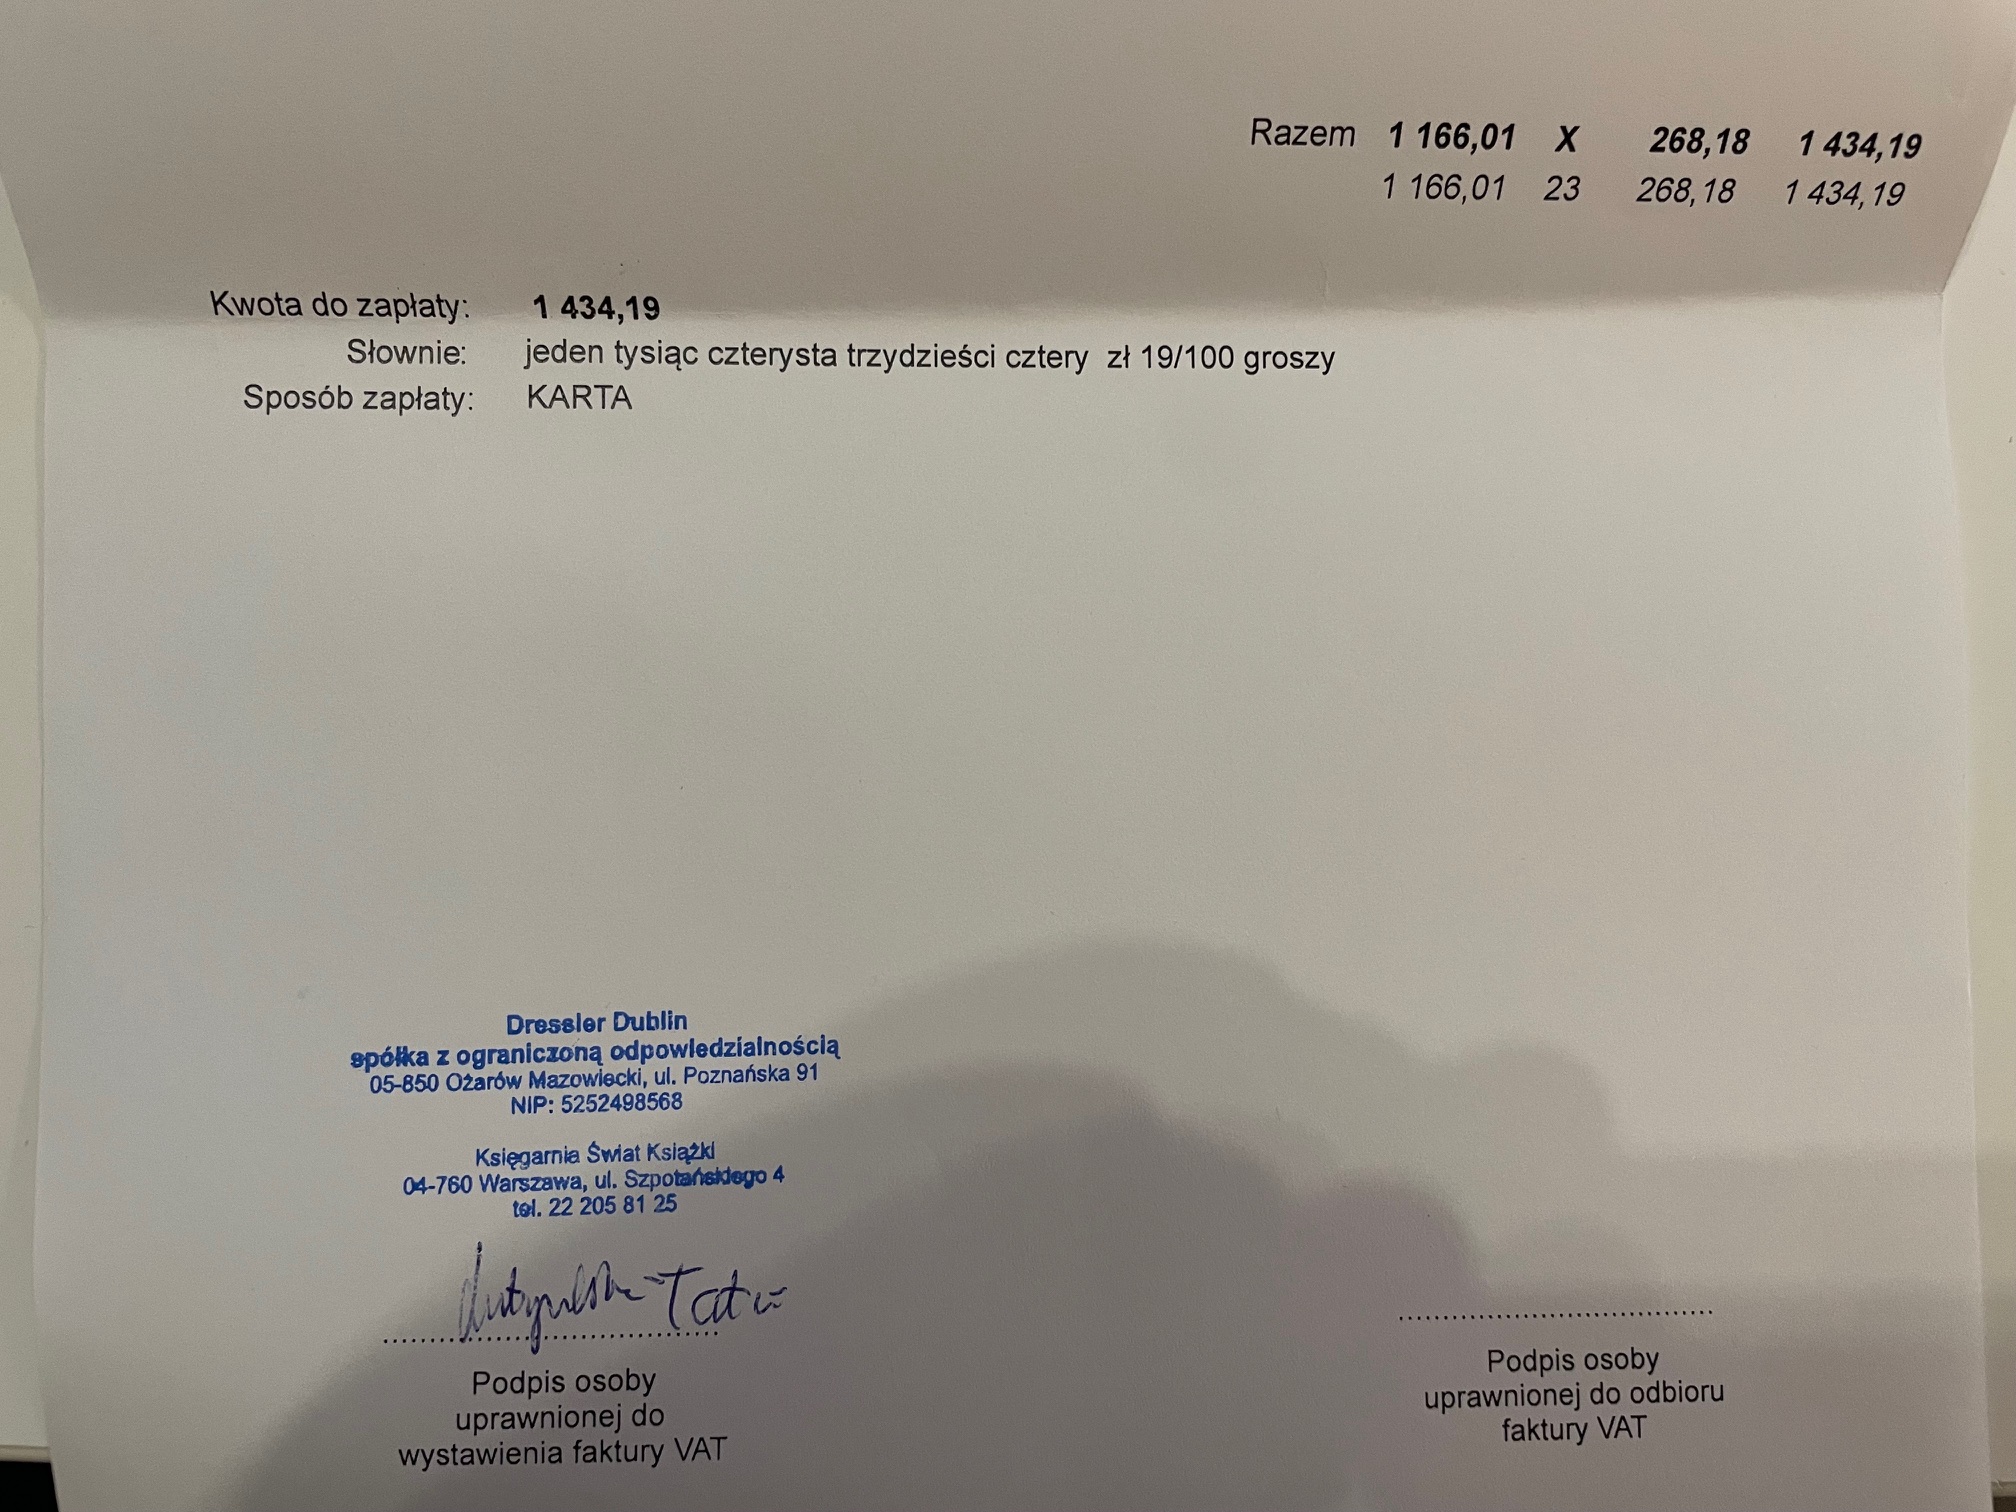 Razem 1 166,01 X 268,18 1 434,19
1 166,01 23 268,18 1 434,19
Kwota do zapłaty: 1 434,19
Słownie: jeden tysiąc czterysta trzydzieści cztery zł 19/100 groszy
Sposób zapłaty: KARTA
Dressler Dublin
spółka z ograniczoną odpowiedzialnością
05-850 Ożarów Mazowiecki, ul. Poznańska 91
NIP: 5252498568
Księgarnia Świat Książki
04-760 Warszawa, ul. Szpotańskiego 4
tel. 22 205 81 25
Podpis osoby
uprawnionej do
wystawienia faktury VAT
Podpis osoby
uprawnionej do odbioru
faktury VAT